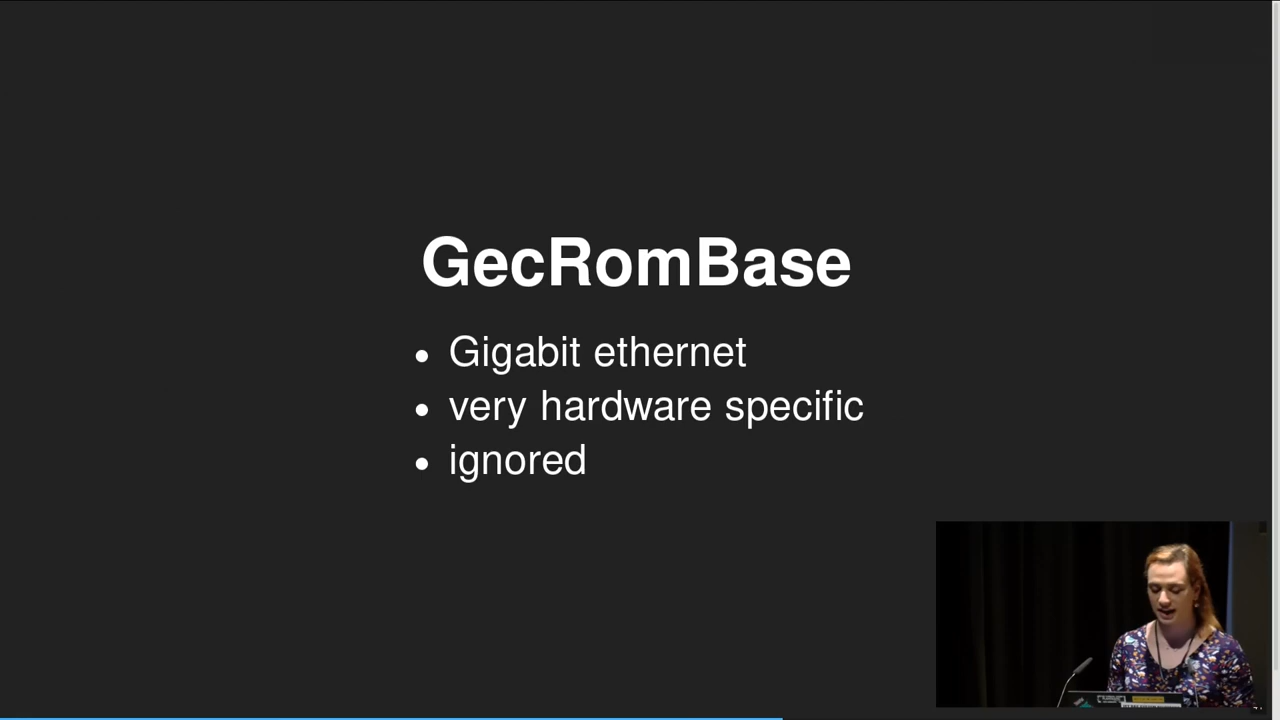 GecRomBase
Gigabit ethernet
very hardware specific
ignored